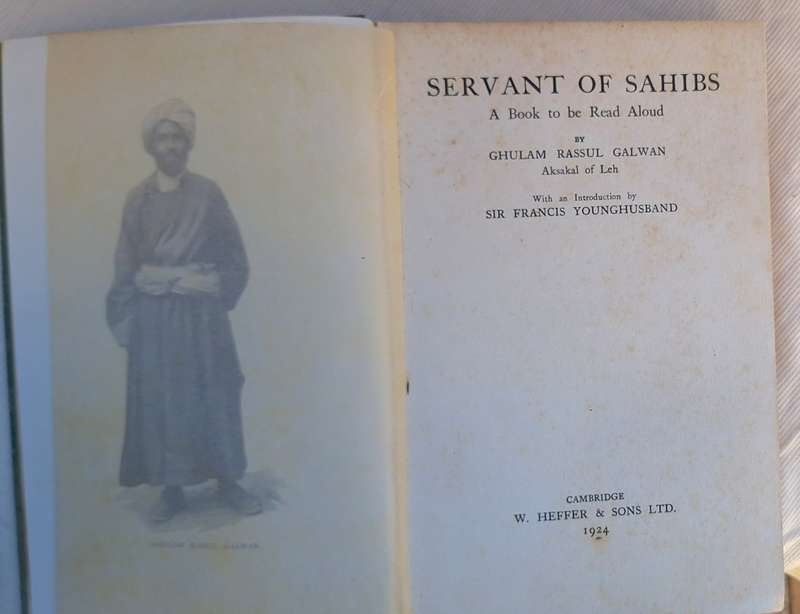 GALWAN
SERVANT OF SAHIBS
A Book to be Read Aloud
BY
GHULAM RASSUL GALWAN
Aksakal of Leh
With an Introduction by
SIR FRANCIS YOUNGHUSBAND
CAMBRIDGE
W. HEFFER & SONS LTD.
1924